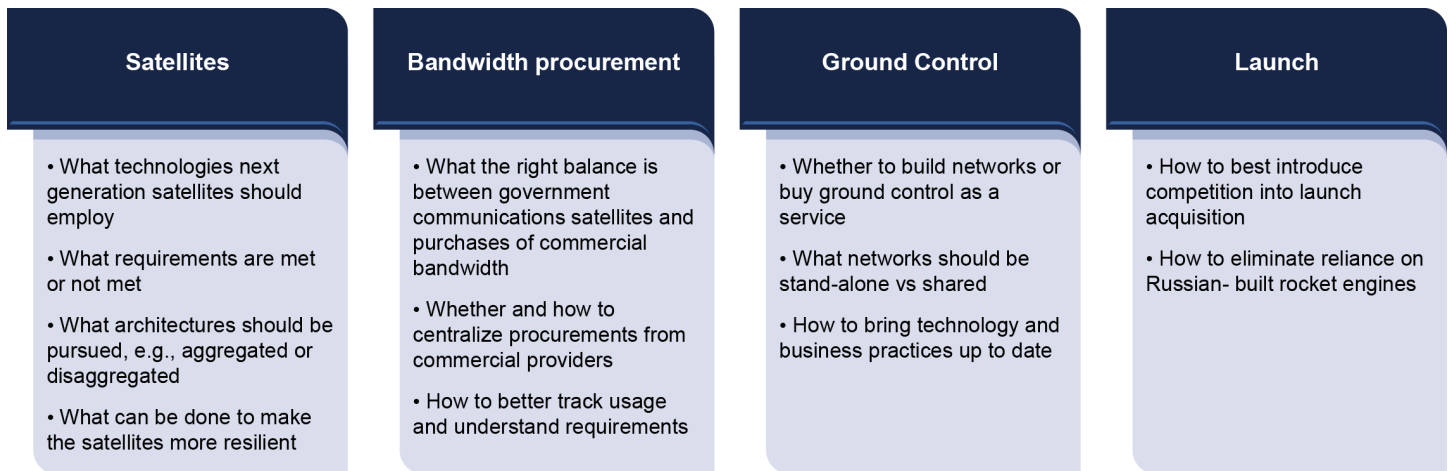 Satellites
• What technologies next
generation satellites should
employ
• What requirements are met
or not met
• What architectures should be
pursued, e.g., aggregated or
disaggregated
• What can be done to make
the satellites more resilient
Bandwidth procurement
• What the right balance is
between government
communications satellites and
purchases of commercial
bandwidth
• Whether and how to
centralize procurements from
commercial providers
• How to better track usage
and understand requirements
Ground Control
• Whether to build networks or
buy ground control as a
service
• What networks should be
stand-alone vs shared
• How to bring technology and
business practices up to date
Launch
• How to best introduce
competition into launch
acquisition
• How to eliminate reliance on
Russian- built rocket engines